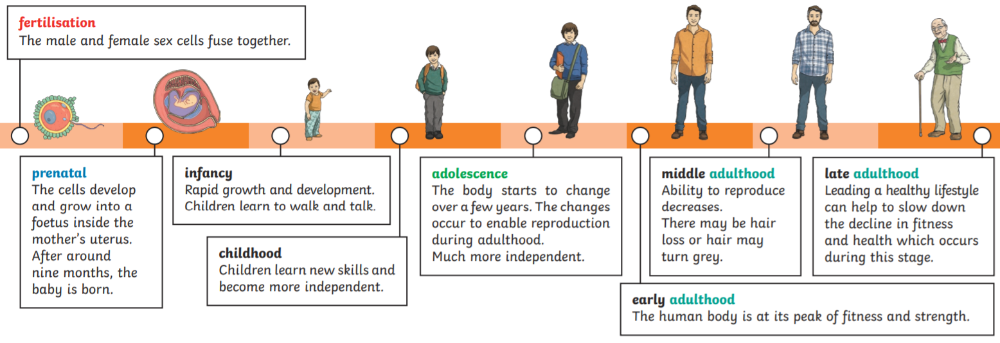 fertilisation
The male and female sex cells fuse together.
prenatal
The cells develop
and grow into a
foetus inside the
mother's uterus.
After around
nine months, the
baby is born.
infancy
Rapid growth and development.
Children learn to walk and talk.
childhood
Children learn new skills and
become more independent.
adolescence
The body starts to change
over a few years. The changes
occur to enable reproduction
during adulthood.
Much more independent.
early adulthood
The human body is at its peak of fitness and strength.
middle adulthood
Ability to reproduce
decreases.
There may be hair
loss or hair may
turn grey.
late adulthood
Leading a healthy lifestyle
can help to slow down
the decline in fitness
and health which occurs
during this stage.